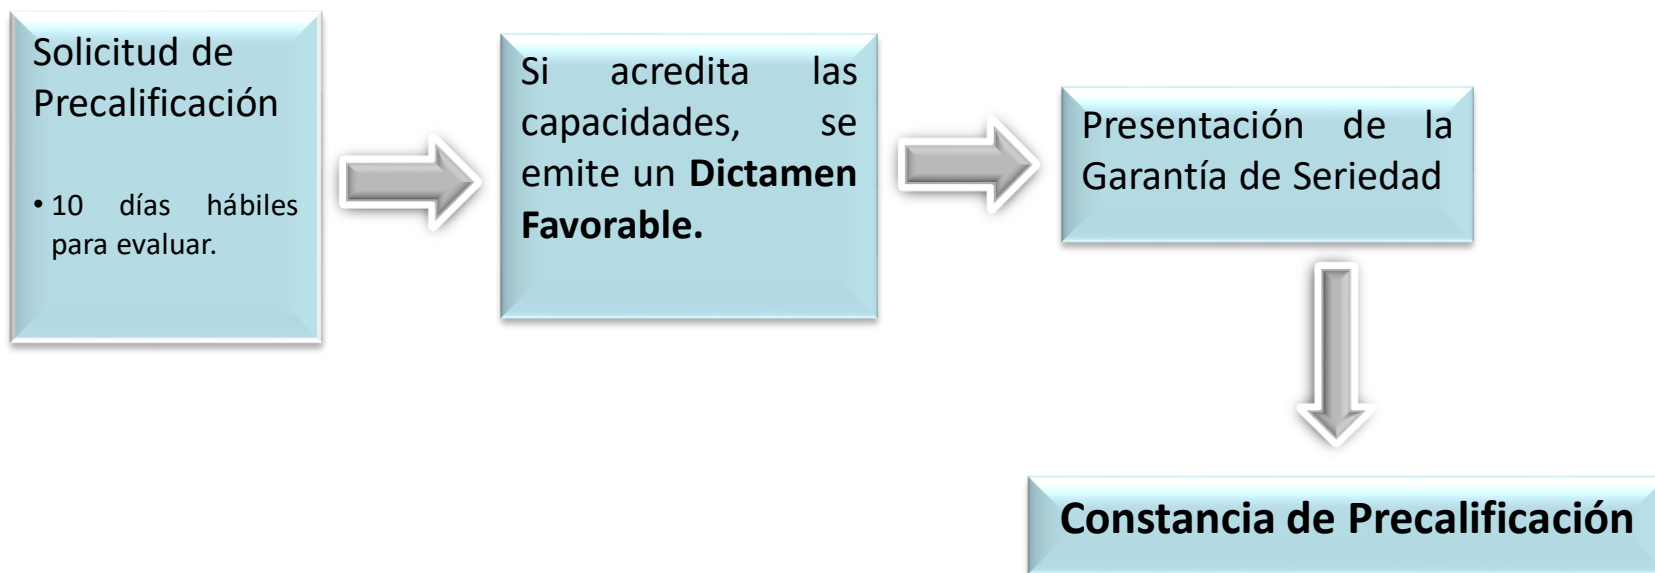 Solicitud de
Precalificación
• 10 días hábiles
para evaluar.
Si acredita las
capacidades, se
emite un Dictamen
Favorable.
Presentación de la
Garantía de Seriedad
Constancia de Precalificación